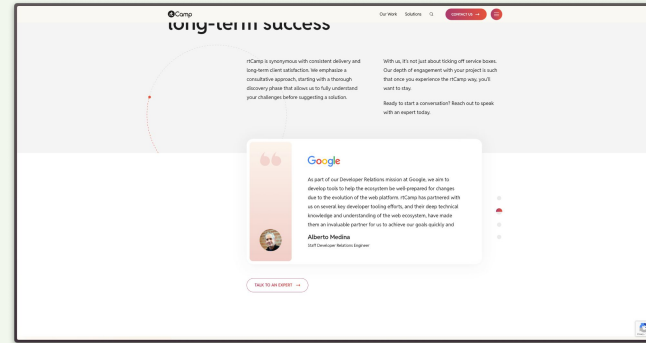 rtCamp
Our Work Solutions CONTACT US →
long-term success
rtCamp is synonymous with consistent delivery and
long-term client satisfaction. We emphasize a
consultative approach, starting with a thorough
discovery phase that allows us to fully understand
your challenges before suggesting a solution.
With us, it's not just about ticking off service boxes.
Our depth of engagement with your project is such
that once you experience the rtCamp way, you'll
want to stay.
Ready to start a conversation? Reach out to speak
with an expert today.
Google
As part of our Developer Relations mission at Google, we aim to
develop tools to help the ecosystem be well-prepared for changes
due to the evolution of the web platform. rtCamp has partnered with
us on several key developer tooling efforts, and their deep technical
knowledge and understanding of the web ecosystem, have made
them an invaluable partner for us to achieve our goals quickly and
Alberto Medina
Staff Developer Relations Engineer
TALK TO AN EXPERT →